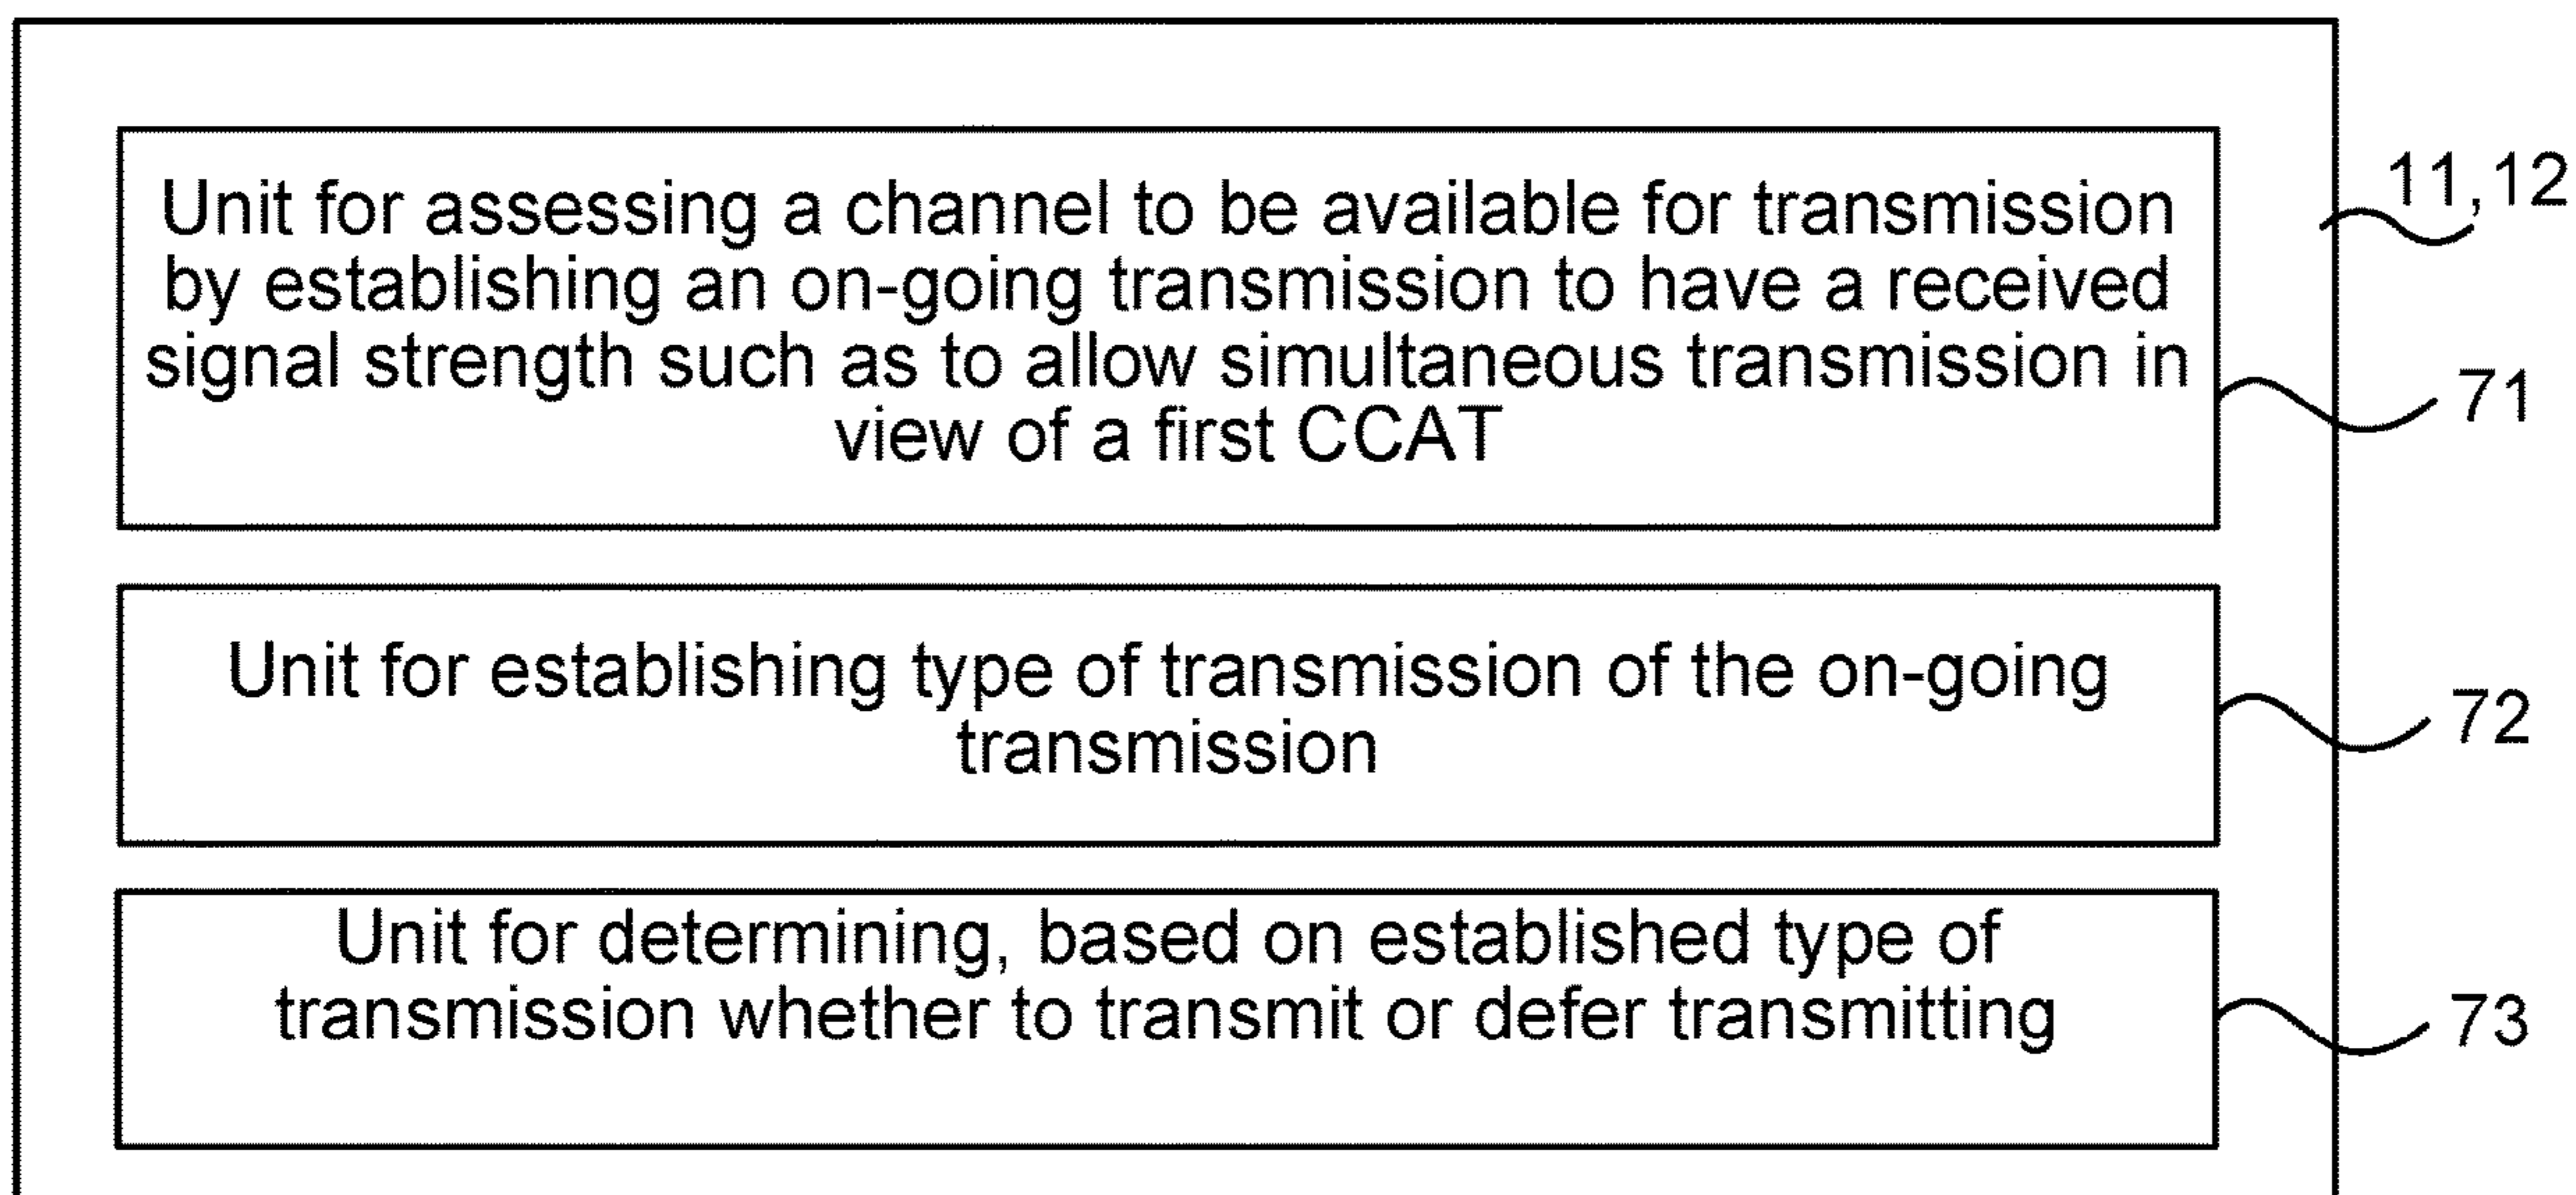 Unit for assessing a channel to be available for transmission
by establishing an on-going transmission to have a received
signal strength such as to allow simultaneous transmission in
view of a first CCAT
11,12
71
Unit for establishing type of transmission of the on-going
transmission
72
Unit for determining, based on established type of
transmission whether to transmit or defer transmitting
73